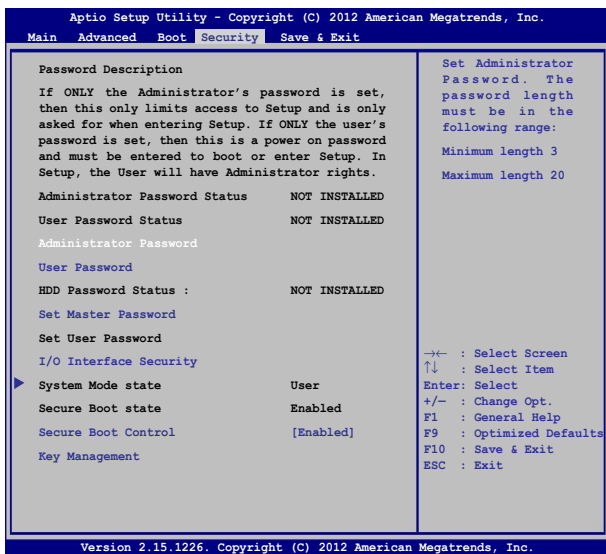 Aptio Setup Utility - Copyright (C) 2012 American Megatrends, Inc.
Main Advanced Boot Security Save & Exit
Password Description
If ONLY the Administrator's password is set,
then this only limits access to Setup and is only
asked for when entering Setup. If ONLY the user's
password is set, then this is a power on password
and must be entered to boot or enter Setup. In
Setup, the User will have Administrator rights.
Administrator Password Status NOT INSTALLED
User Password Status NOT INSTALLED
Administrator Password
User Password
HDD Password Status : NOT INSTALLED
Set Master Password
Set User Password
I/O Interface Security
System Mode state User
Secure Boot state Enabled
Secure Boot Control [Enabled]
Key Management
Set Administrator
Password. The
password length
must be in the
following range:
Minimum length 3
Maximum length 20
→← : Select Screen
↑↓ : Select Item
Enter: Select
+/— : Change Opt.
F1 : General Help
F9 : Optimized Defaults
F10 : Save & Exit
ESC : Exit
Version 2.15.1226. Copyright (C) 2012 American Megatrends, Inc.